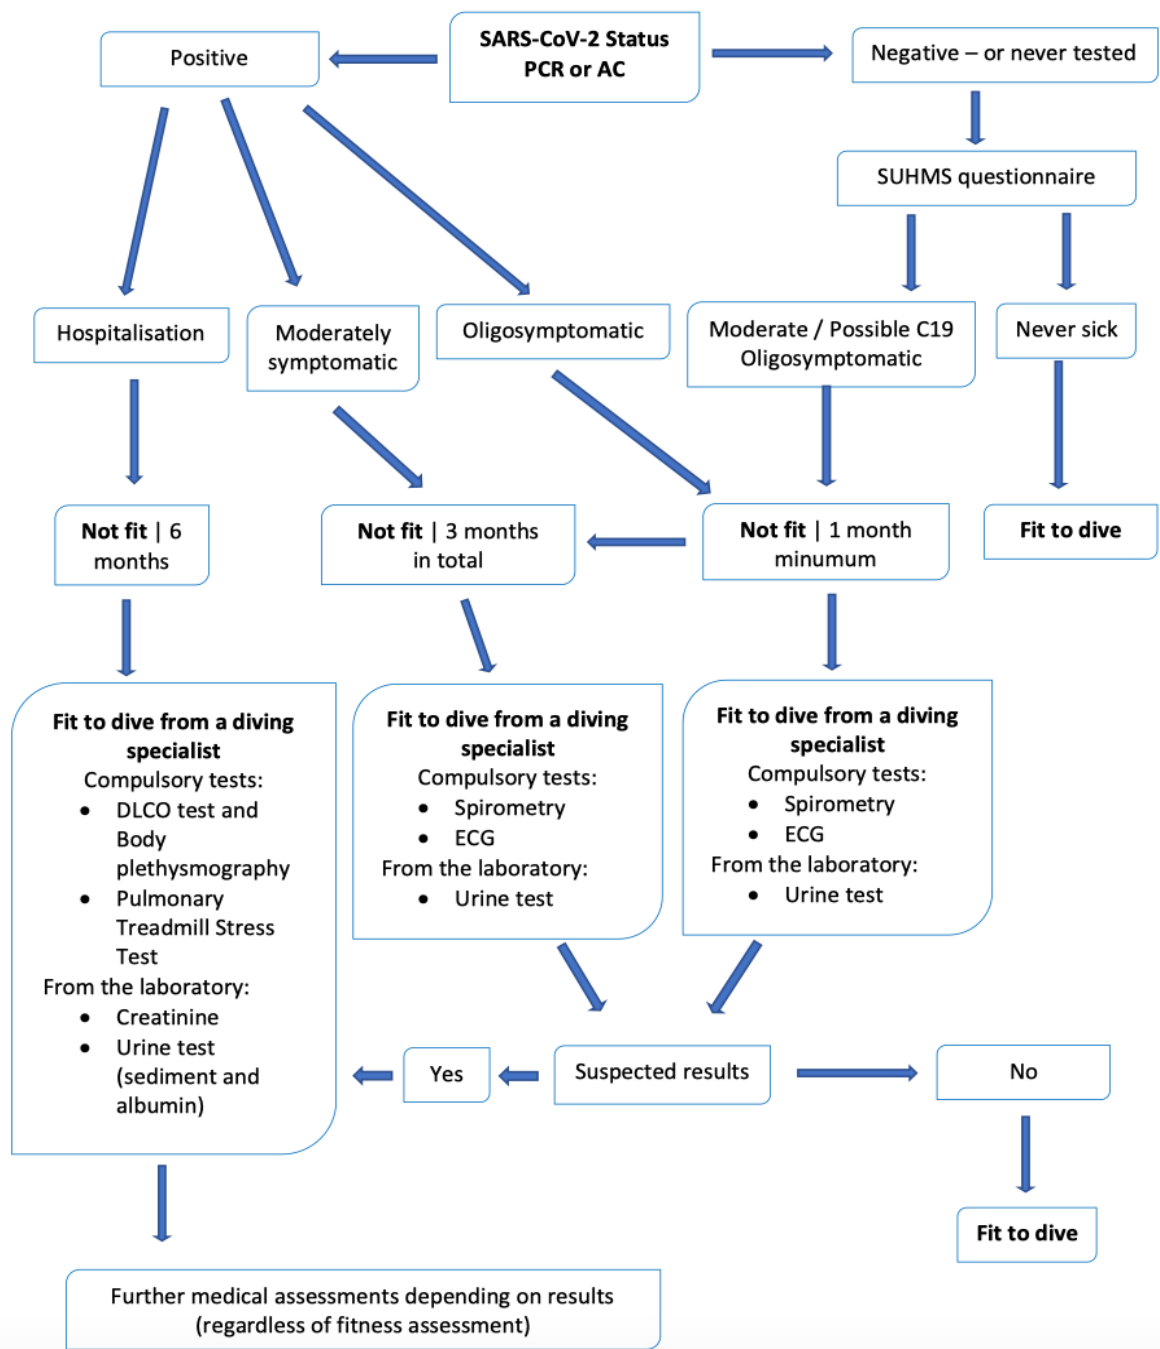 SARS-CoV-2 Status
PCR or AC
Positive
Negative – or never tested
SUHMS questionnaire
Hospitalisation
Moderately
symptomatic
Oligosymptomatic
Moderate / Possible C19
Oligosymptomatic
Never sick
Not fit | 6
months
Not fit | 3 months
in total
Not fit | 1 month
minumum
Fit to dive
Fit to dive from a diving
specialist
Compulsory tests:
• DLCO test and
Body
plethysmography
• Pulmonary
Treadmill Stress
Test
From the laboratory:
• Creatinine
• Urine test
(sediment and
albumin)
Fit to dive from a diving
specialist
Compulsory tests:
• Spirometry
• ECG
From the laboratory:
• Urine test
Fit to dive from a diving
specialist
Compulsory tests:
• Spirometry
• ECG
From the laboratory:
• Urine test
Yes
Suspected results
No
Fit to dive
Further medical assessments depending on results
(regardless of fitness assessment)